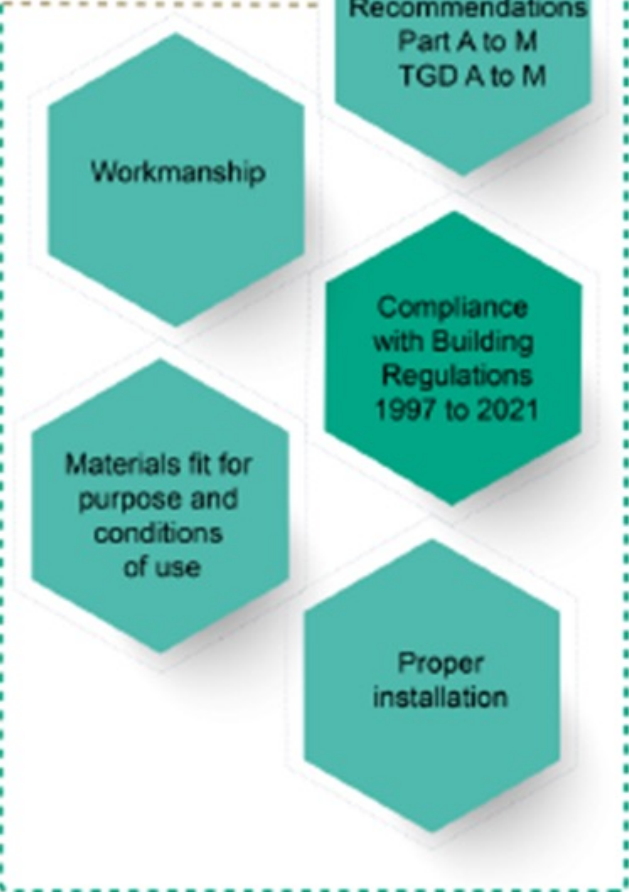 Recommendations
Part A to M
TGD A to M
Workmanship
Compliance
with Building
Regulations
1997 to 2021
Materials fit for
purpose and
conditions
of use
Proper
installation